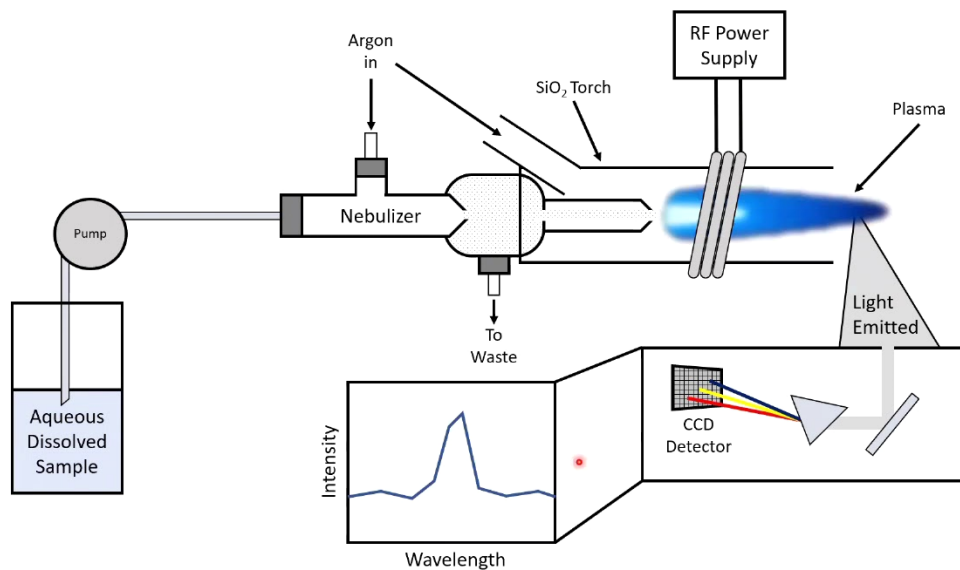 Argon
in
RF Power
Supply
SiO₂ Torch
Plasma
Nebulizer
Pump
To
Waste
Light
Emitted
Aqueous
Dissolved
Sample
CCD
Detector
Intensity
Wavelength